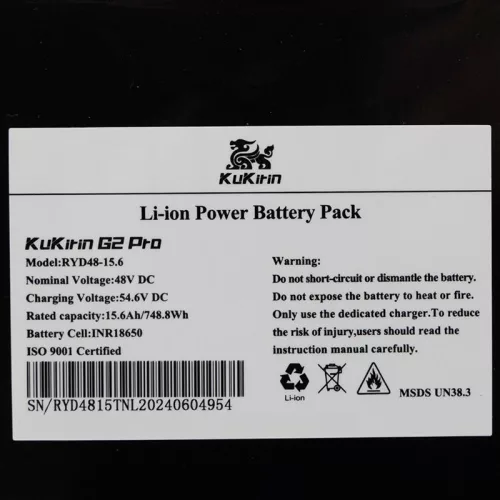 KuKirin
Li-ion Power Battery Pack
KuKirin G2 Pro
Model:RYD48-15.6
Nominal Voltage:48V DC
Charging Voltage:54.6V DC
Rated capacity:15.6Ah/748.8Wh
Battery Cell:INR18650
ISO 9001 Certified
SN/RYD4815TNL20240604954
Warning:
Do not short-circuit or dismantle the battery.
Do not expose the battery to heat or fire.
Only use the dedicated charger.To reduce
the risk of injury,users should read the
instruction manual carefully.
Li-ion
MSDS UN38.3